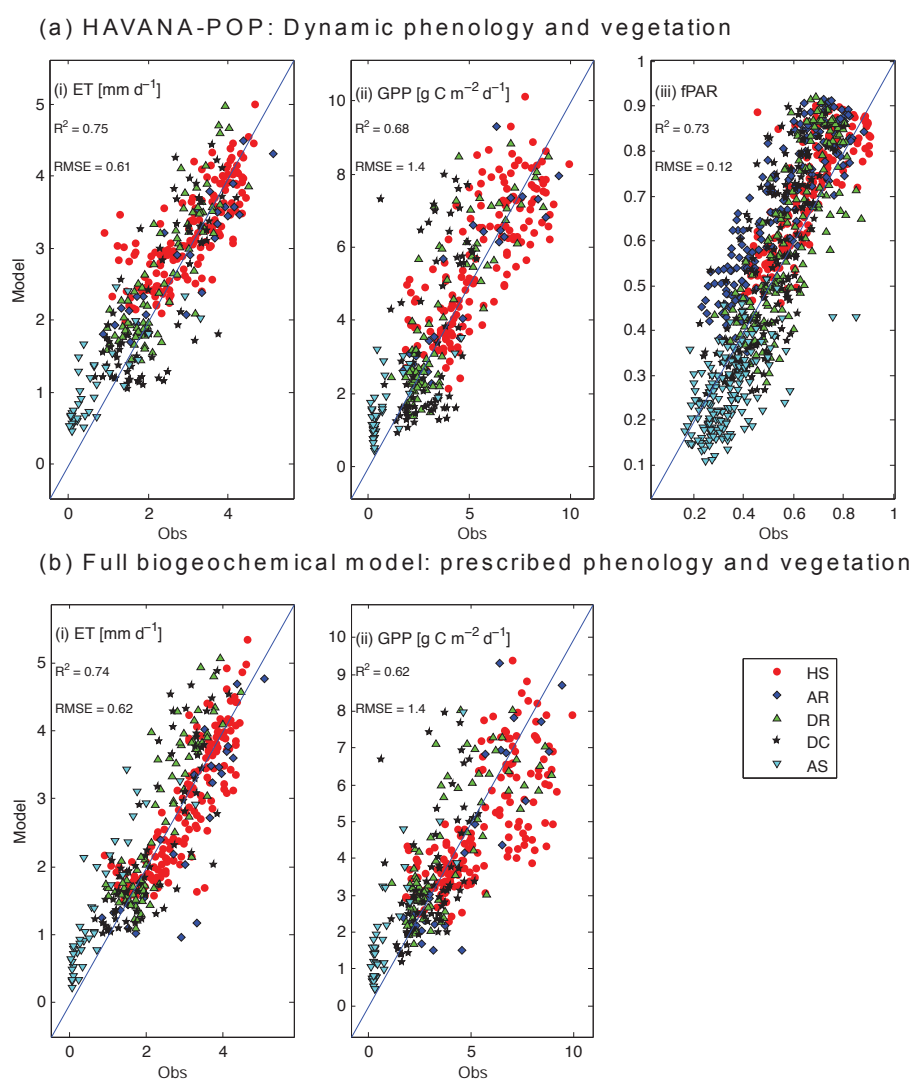 (a) HAVANA-POP: Dynamic phenology and vegetation
(i) ET [mm d⁻¹]
R² = 0.75
RMSE = 0.61
5
4
3
2
1
0
Model
0 2 4
Obs
(ii) GPP [g C m⁻² d⁻¹]
R² = 0.68
RMSE = 1.4
10
8
6
4
2
0
0 5 10
Obs
(iii) fPAR
R² = 0.73
RMSE = 0.12
1
0.9
0.8
0.7
0.6
0.5
0.4
0.3
0.2
0.1
0.2 0.4 0.6 0.8 1
Obs
(b) Full biogeochemical model: prescribed phenology and vegetation
(i) ET [mm d⁻¹]
R² = 0.74
RMSE = 0.62
5
4
3
2
1
0
Model
0 2 4
Obs
(ii) GPP [g C m⁻² d⁻¹]
R² = 0.62
RMSE = 1.4
10
9
8
7
6
5
4
3
2
1
0
0 5 10
Obs
HS
AR
DR
DC
AS